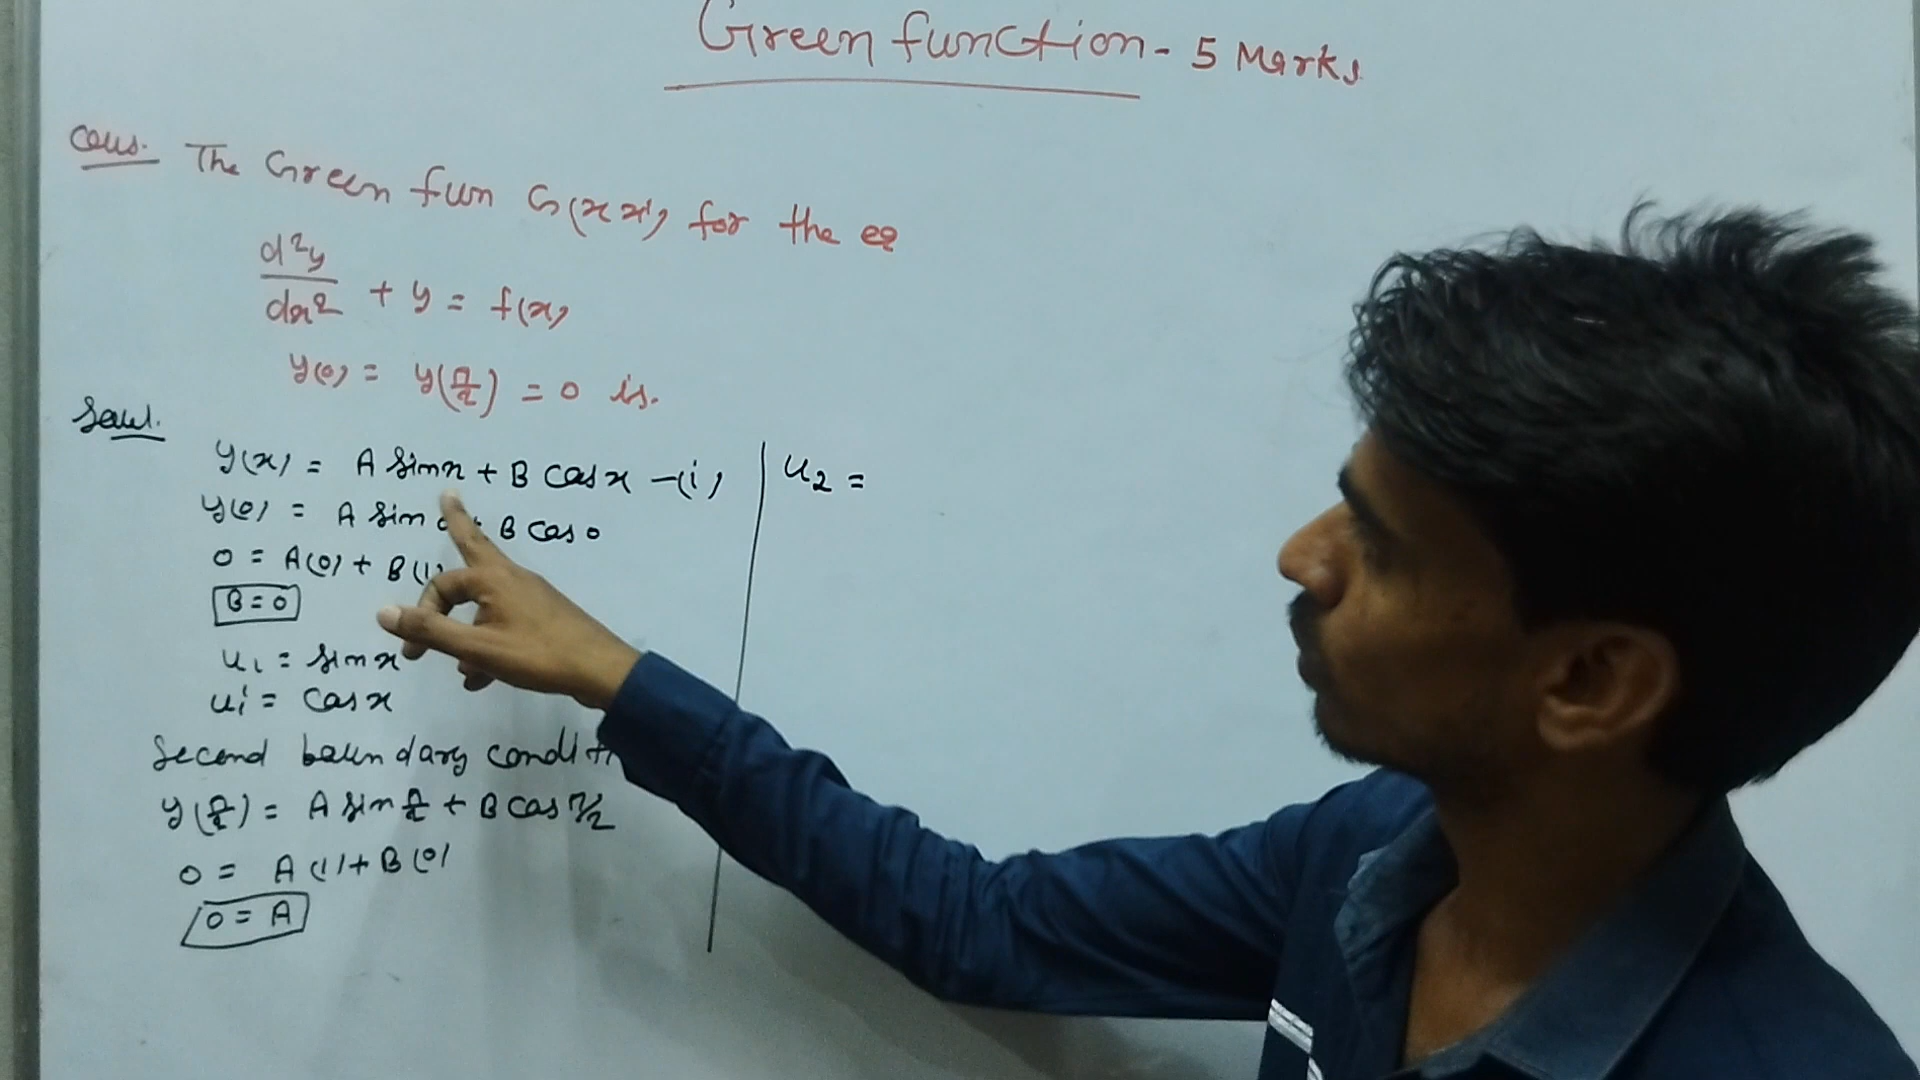 Green function - 5 Marks
Ques. The Green fun G(x x') for the eq
d²y/dx² + y = f(x)
y(0) = y(π/2) = 0 is.
Soul.
y(x) = A sinx + B cosx -(i)
y(0) = A sin 0 + B cos 0
0 = A(0) + B(1)
B = 0
u₁ = sinx
u₁' = cosx
Second boundary condit
y(π/2) = A sin π/2 + B cos π/2
0 = A(1) + B(0)
0 = A
u₂ =